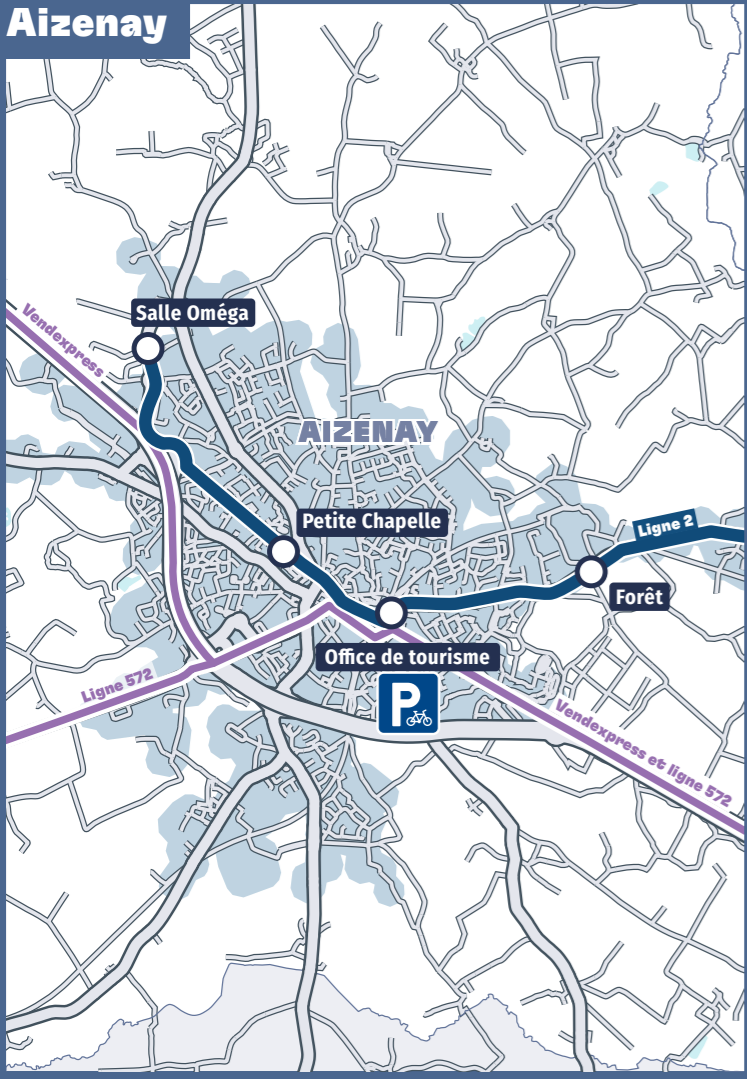 Aizenay
Salle Oméga
Vendexpress
AIZENAY
Petite Chapelle
Ligne 2
Forêt
Office de tourisme
Ligne 572
P
Vendexpress et ligne 572